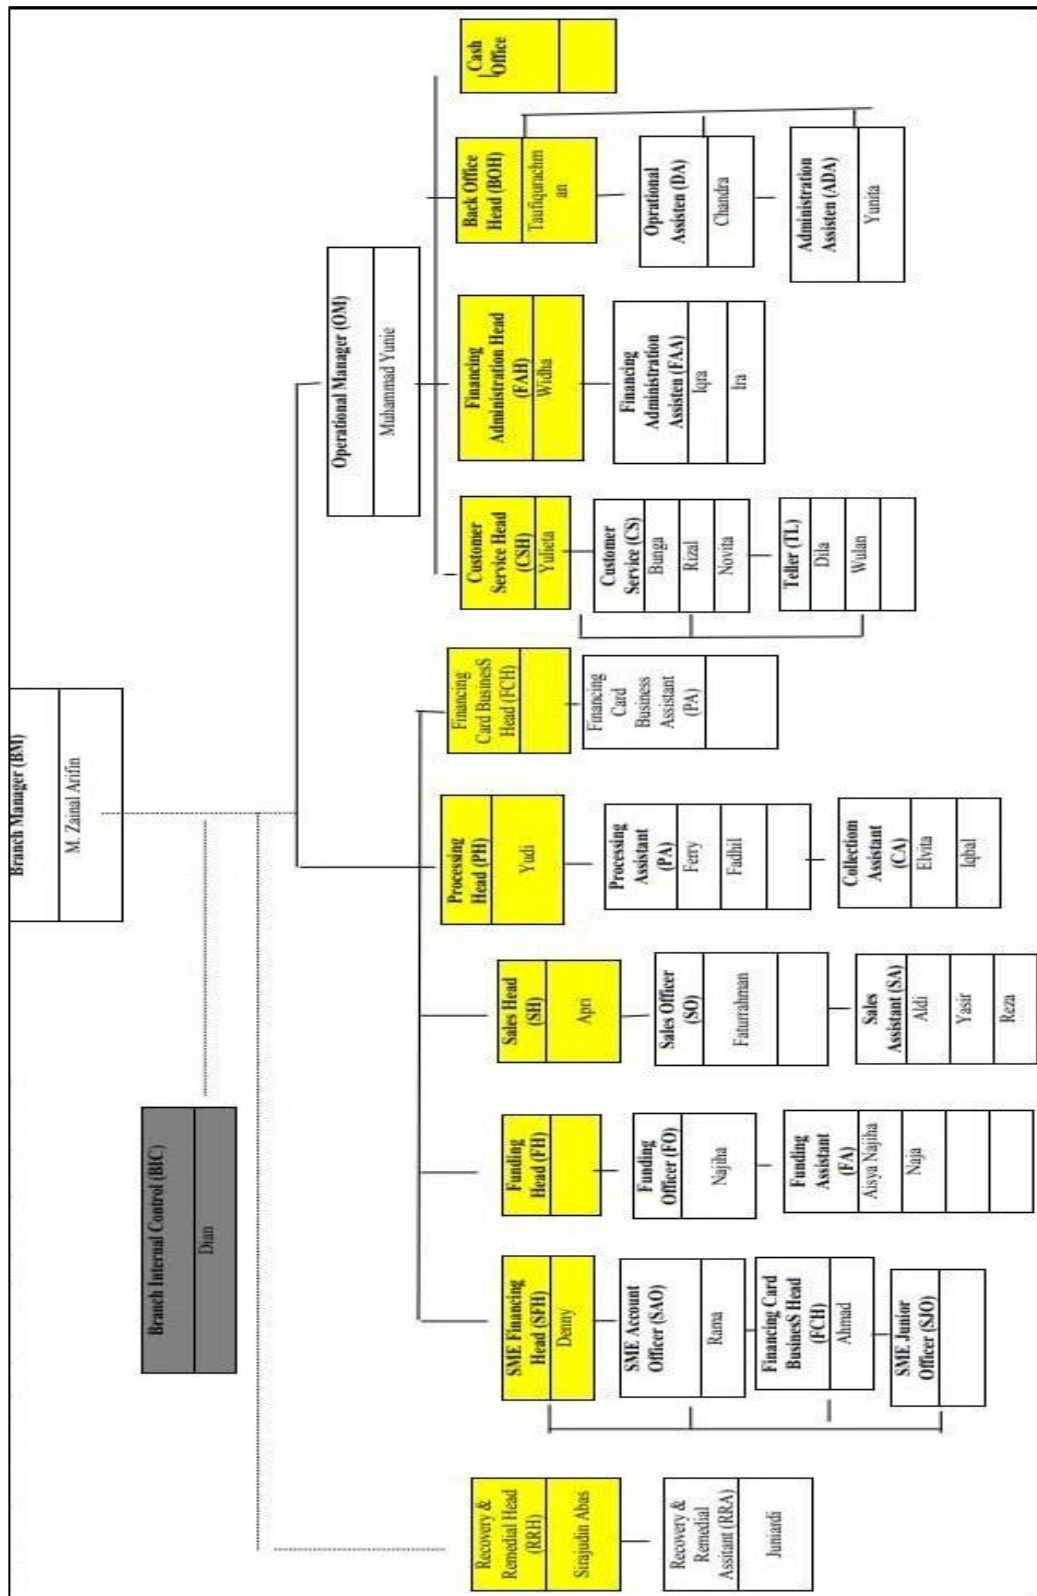 Branch Manager (BM)
M. Zainal Arifin
Branch Internal Control (BIC)
Dian
Operational Manager (OM)
Muhammad Yunie
Recovery &
Remedial Head
(RRH)
Sirajudin Abas
Recovery &
Remedial
Assitant (RRA)
Juniardi
SME Financing
Head (SFH)
Denny
SME Account
Officer (SAO)
Rama
Financing Card
BusinesS Head
(FCH)
Ahmad
SME Junior
Officer (SJO)
Funding
Head (FH)
Funding
Officer (FO)
Najiha
Funding
Assistant
(FA)
Aisya Najiha
Naja
Sales Head
(SH)
Apri
Sales Officer
(SO)
Faturrahman
Sales
Assistant (SA)
Aldi
Yasir
Reza
Processing
Head (PH)
Yudi
Processing
Assistant (PA)
Ferry
Fadhil
Collectiom
Assistant (CA)
Elvita
Iqbal
Financing
Card BusinesS
Head (FCH)
Financing
Card
Business
Assistant (PA)
Customer
Service Head
(CSH)
Yulieta
Customer
Service (CS)
Bunga
Rizal
Novita
Teller (TL)
Dila
Wulan
Financing
Administration Head
(FAH)
Widha
Financing
Administration
Assisten (FAA)
Iqra
Ira
Back Office
Head (BOH)
Taufiqurachm
an
Oprational
Assisten (DA)
Chandra
Administration
Assisten (ADA)
Yunita
Cash
Office